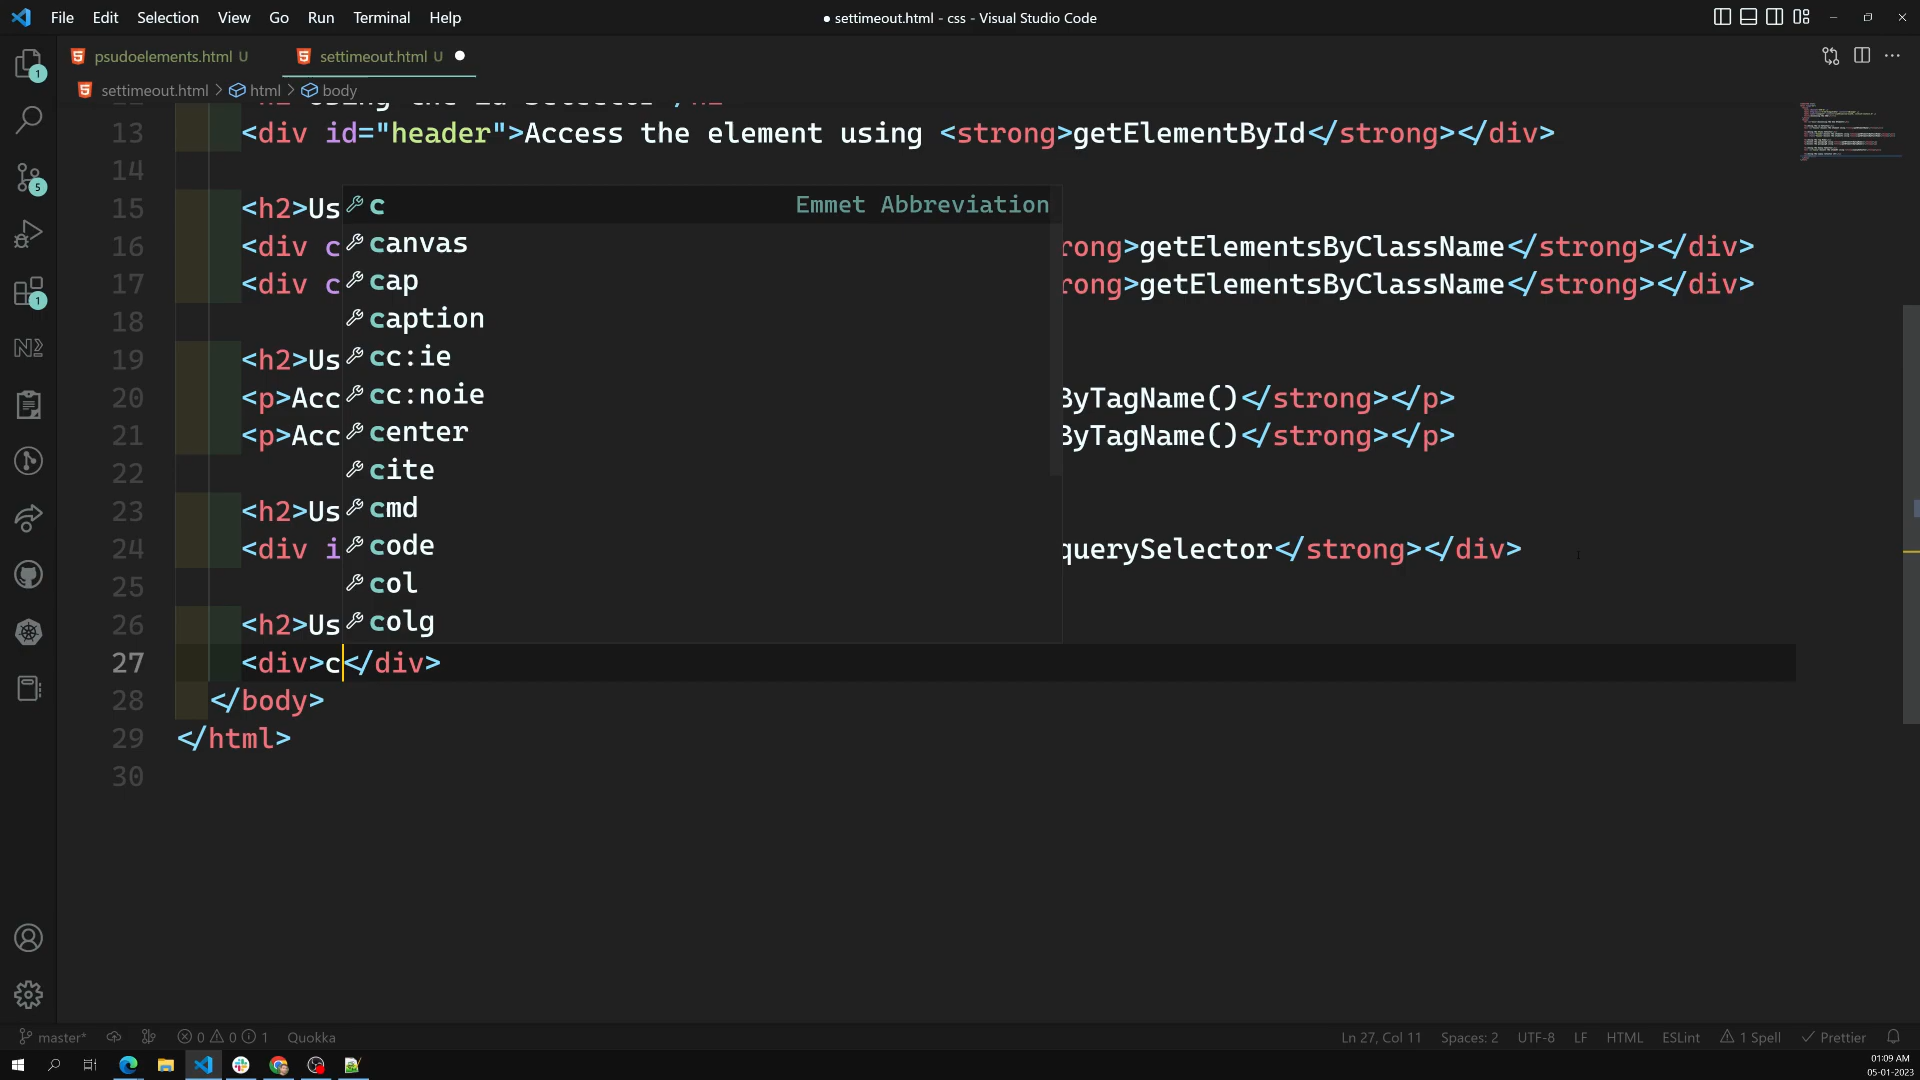 File Edit Selection View Go Run Terminal Help
● settimeout.html - css - Visual Studio Code
psudoelements.html U
settimeout.html U
settimeout.html > html > body
13 <div id="header">Access the element using <strong>getElementById</strong></div>
14
15 <h2>Us
16 <div c rong>getElementsByClassName</strong></div>
17 <div c rong>getElementsByClassName</strong></div>
18
19 <h2>Us
20 <p>Acc ByTagName()</strong></p>
21 <p>Acc ByTagName()</strong></p>
22
23 <h2>Us
24 <div i querySelector</strong></div>
25
26 <h2>Us
27 <div>c</div>
28 </body>
29 </html>
30
c Emmet Abbreviation
canvas
cap
caption
cc:ie
cc:noie
center
cite
cmd
code
col
colg
1
5
1
master* 0 0 1 Quokka
Ln 27, Col 11 Spaces: 2 UTF-8 LF HTML ESLint 1 Spell Prettier
01:09 AM
05-01-2023